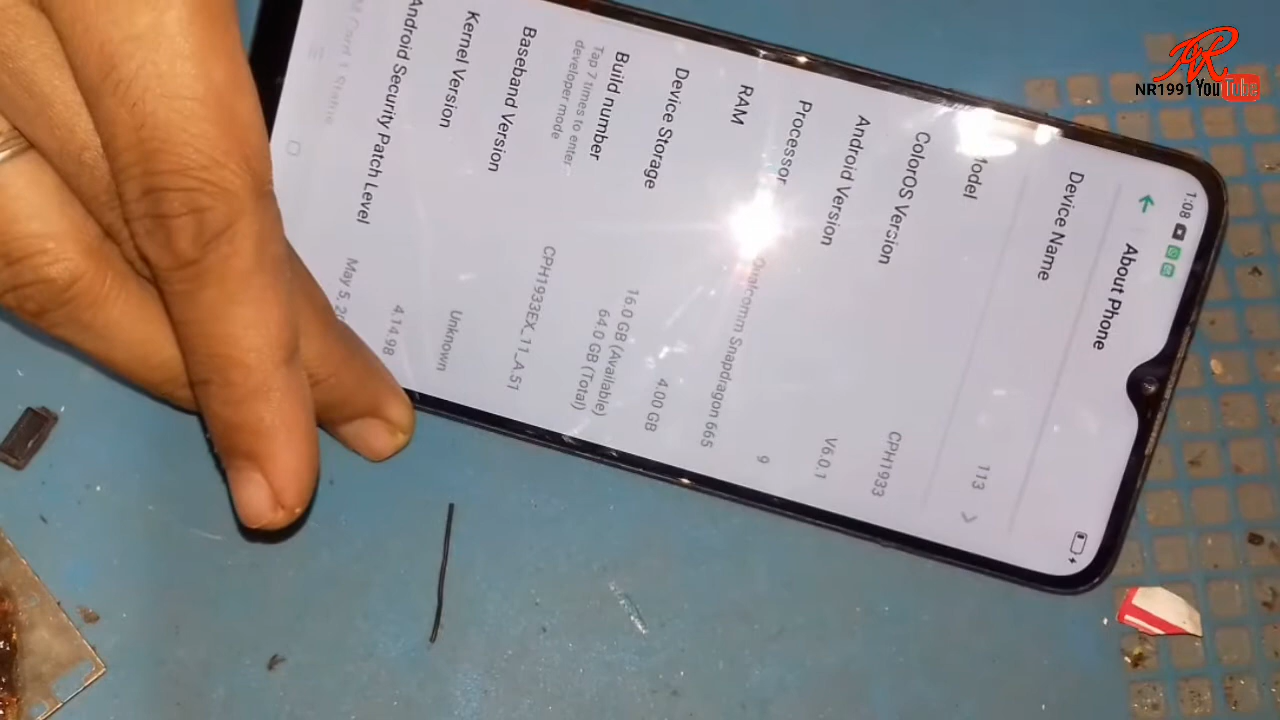 NR1991 YouTube
1:08
About Phone
Device Name
113
Model
CPH1933
ColorOS Version
V6.0.1
Android Version
9
Processor
Qualcomm Snapdragon 665
RAM
4.00 GB
Device Storage
16.0 GB (Available)
64.0 GB (Total)
Build number
Tap 7 times to enter
developer mode
CPH1933EX_11_A.51
Baseband Version
Unknown
Kernel Version
4.14.98
Android Security Patch Level
May 5,